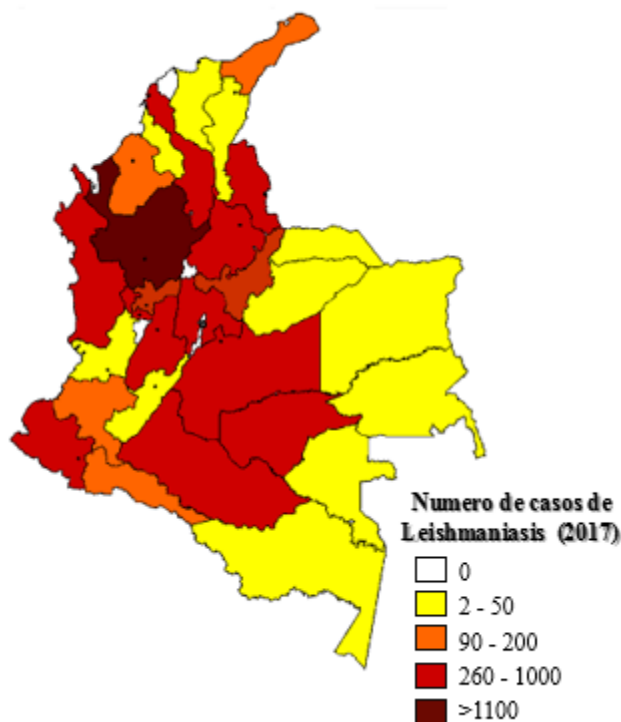 Numero de casos de
Leishmaniasis (2017)
0
2 - 50
90 - 200
260 - 1000
>1100